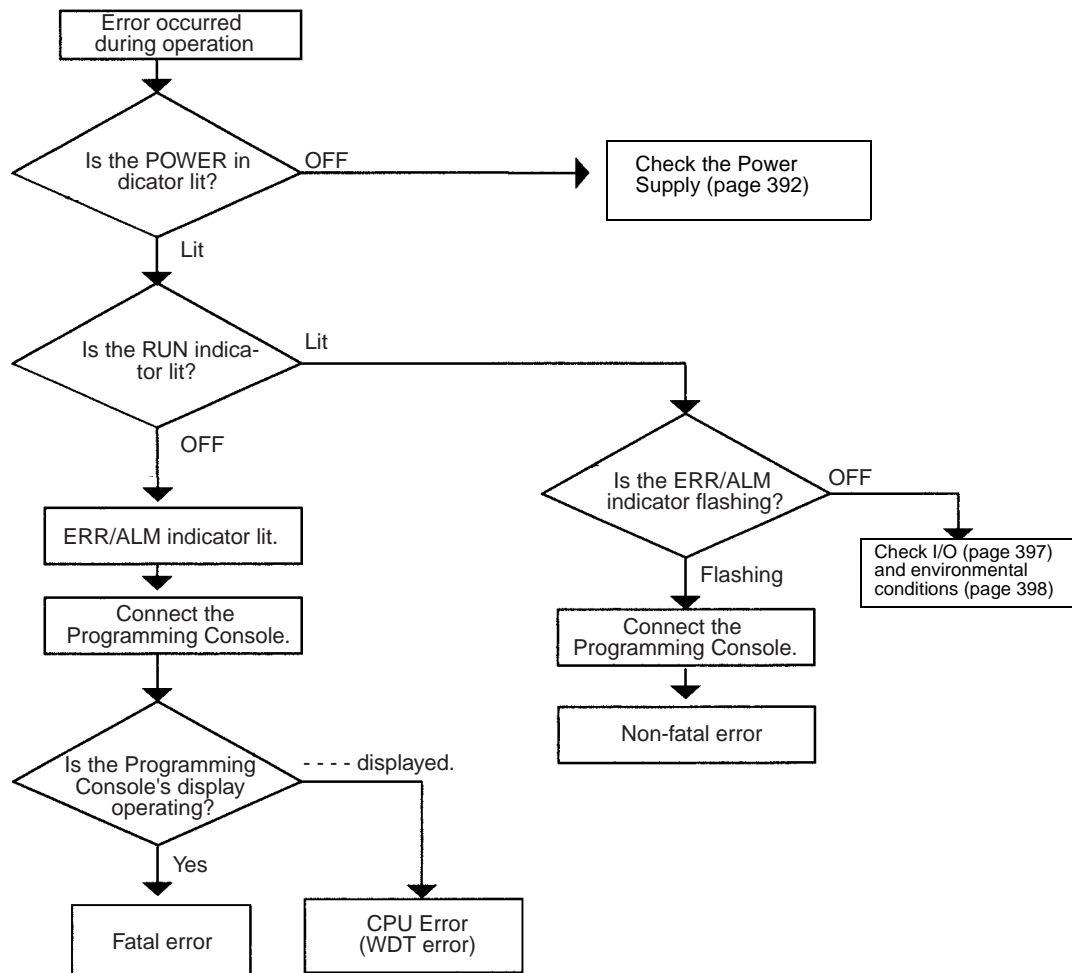 Error occurred
during operation
Is the POWER in
dicator lit?
OFF
Check the Power
Supply (page 392)
Lit
Is the RUN indica-
tor lit?
Lit
OFF
Is the ERR/ALM
indicator flashing?
OFF
ERR/ALM indicator lit.
Check I/O (page 397)
and environmental
conditions (page 398)
Flashing
Connect the
Programming Console.
Connect the
Programming Console.
Non-fatal error
Is the Programming
Console's display
operating?
- - - - displayed.
Yes
Fatal error
CPU Error
(WDT error)